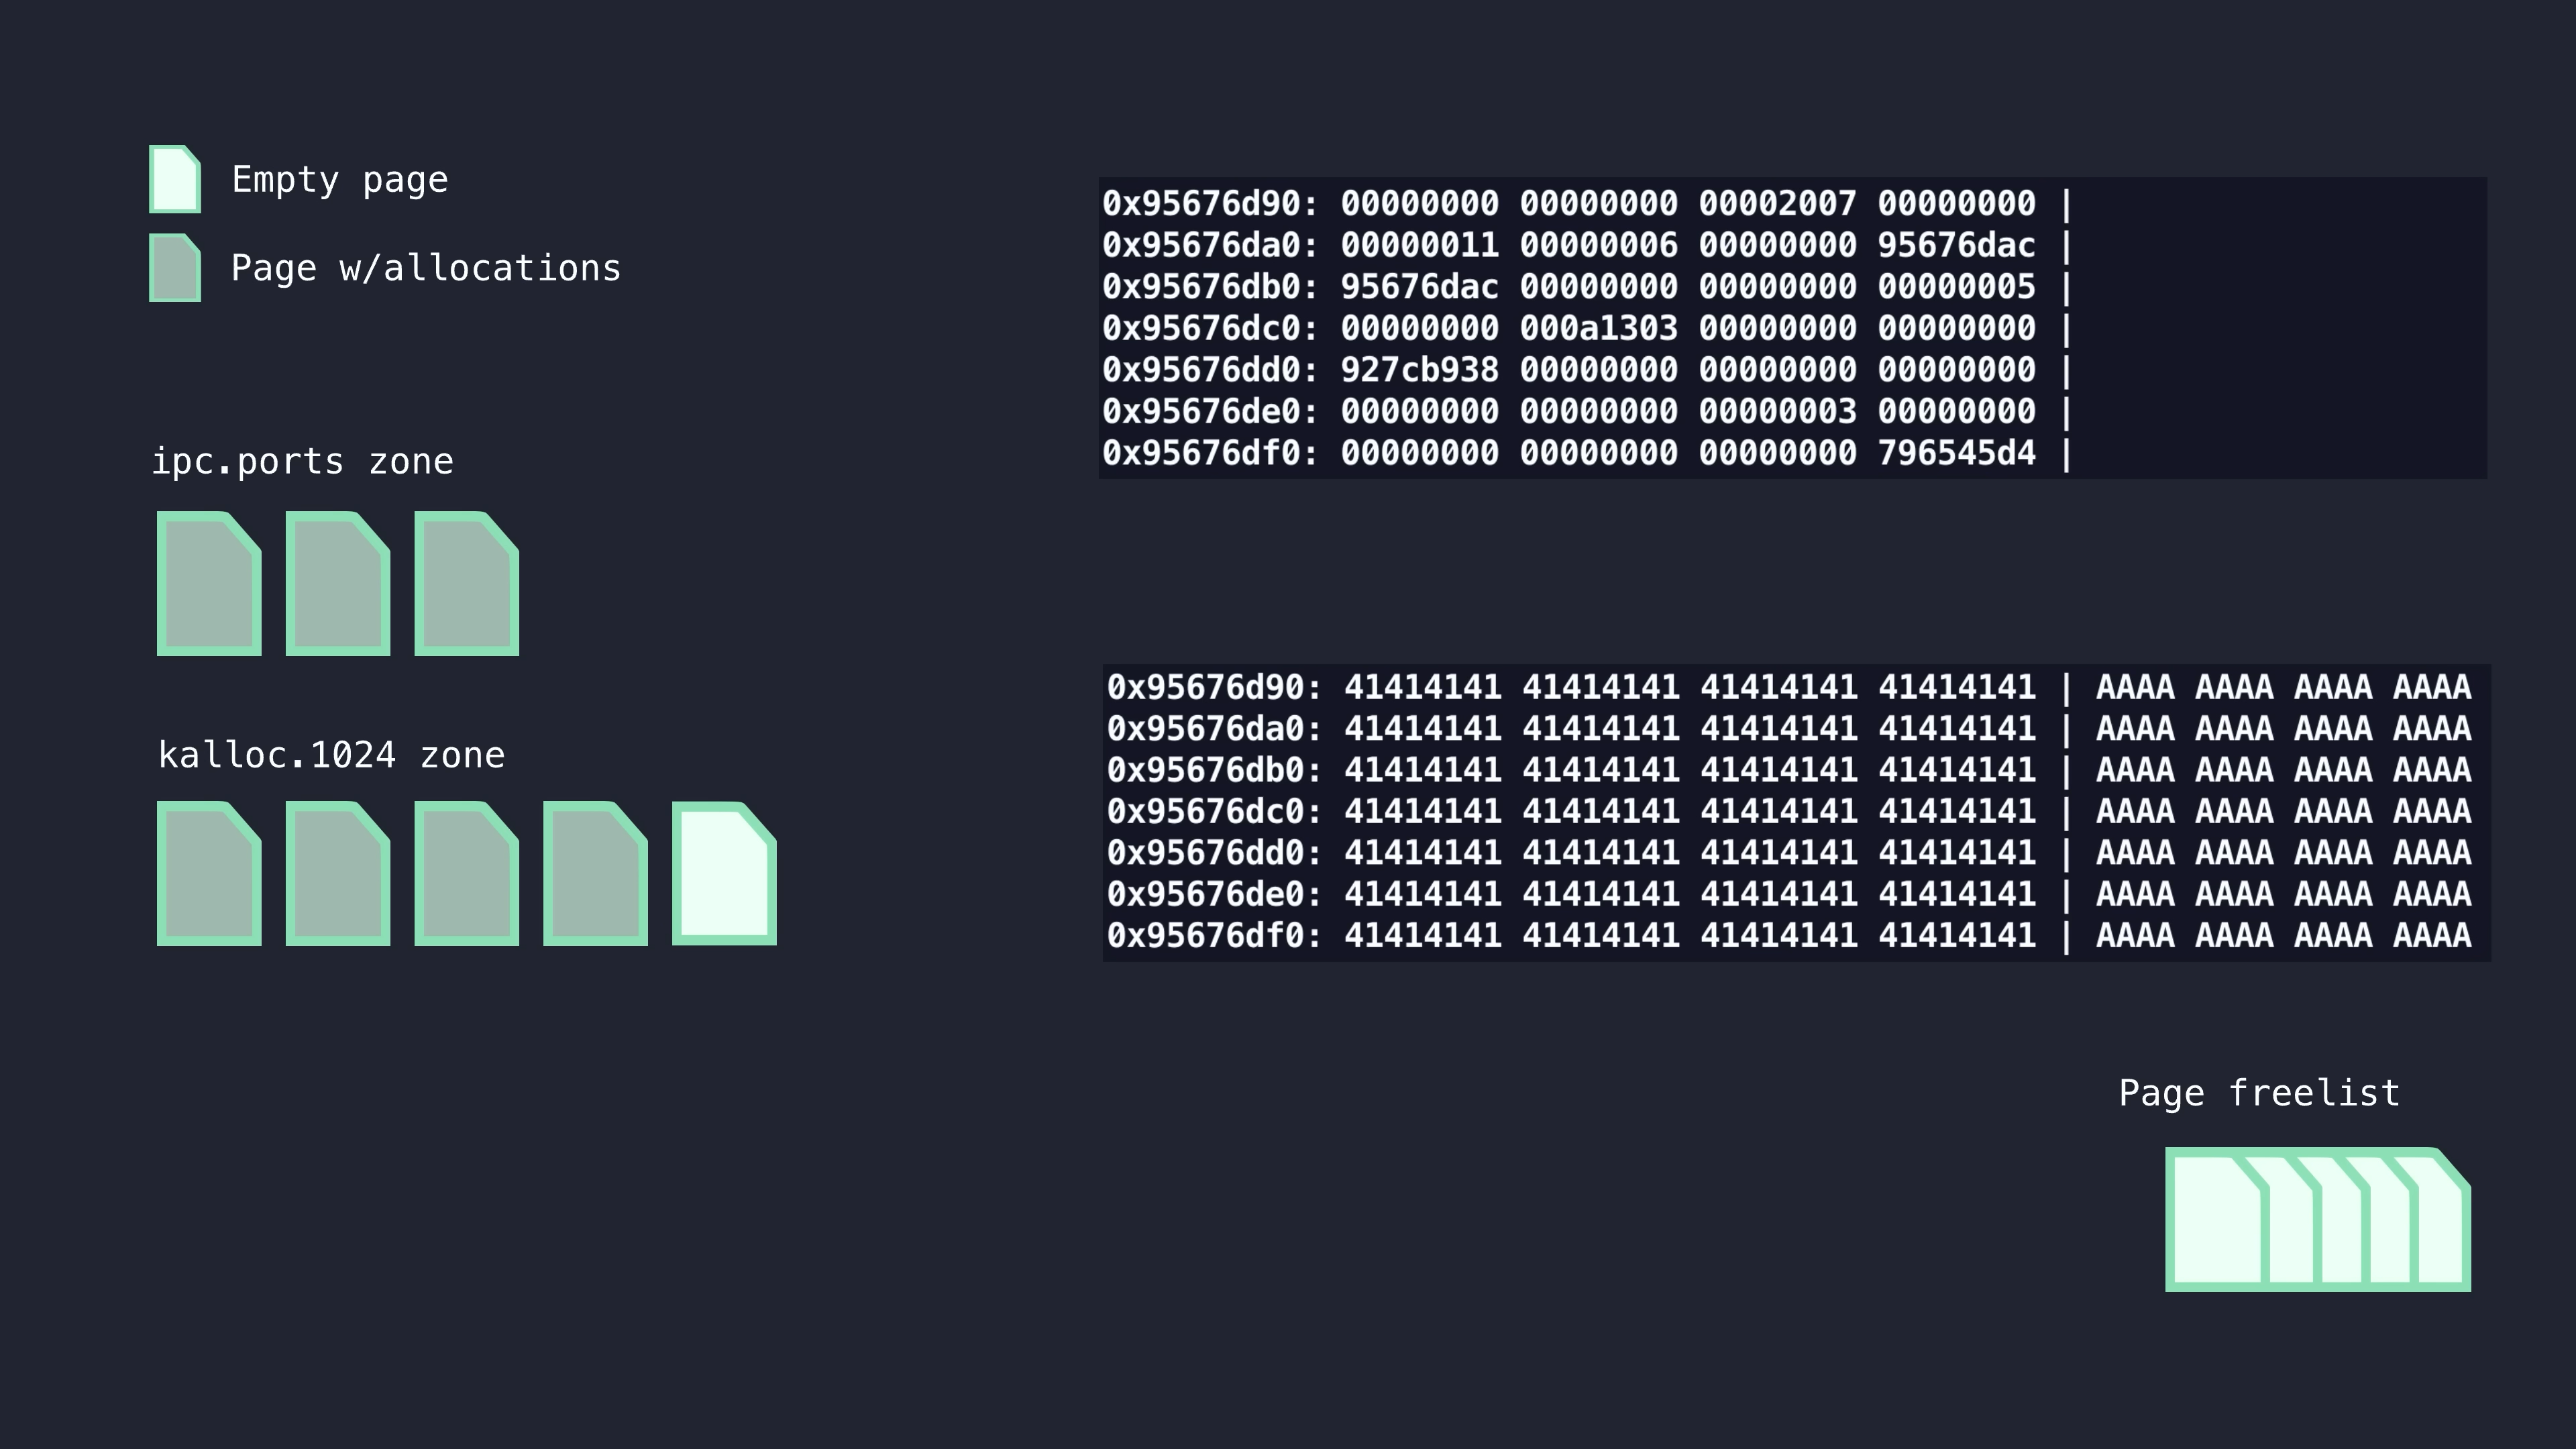 Empty page
Page w/allocations
ipc.ports zone
kalloc.1024 zone
0x95676d90: 00000000 00000000 00002007 00000000 |
0x95676da0: 00000011 00000006 00000000 95676dac |
0x95676db0: 95676dac 00000000 00000000 00000005 |
0x95676dc0: 00000000 000a1303 00000000 00000000 |
0x95676dd0: 927cb938 00000000 00000000 00000000 |
0x95676de0: 00000000 00000000 00000003 00000000 |
0x95676df0: 00000000 00000000 00000000 796545d4 |
0x95676d90: 41414141 41414141 41414141 41414141 | AAAA AAAA AAAA AAAA
0x95676da0: 41414141 41414141 41414141 41414141 | AAAA AAAA AAAA AAAA
0x95676db0: 41414141 41414141 41414141 41414141 | AAAA AAAA AAAA AAAA
0x95676dc0: 41414141 41414141 41414141 41414141 | AAAA AAAA AAAA AAAA
0x95676dd0: 41414141 41414141 41414141 41414141 | AAAA AAAA AAAA AAAA
0x95676de0: 41414141 41414141 41414141 41414141 | AAAA AAAA AAAA AAAA
0x95676df0: 41414141 41414141 41414141 41414141 | AAAA AAAA AAAA AAAA
Page freelist